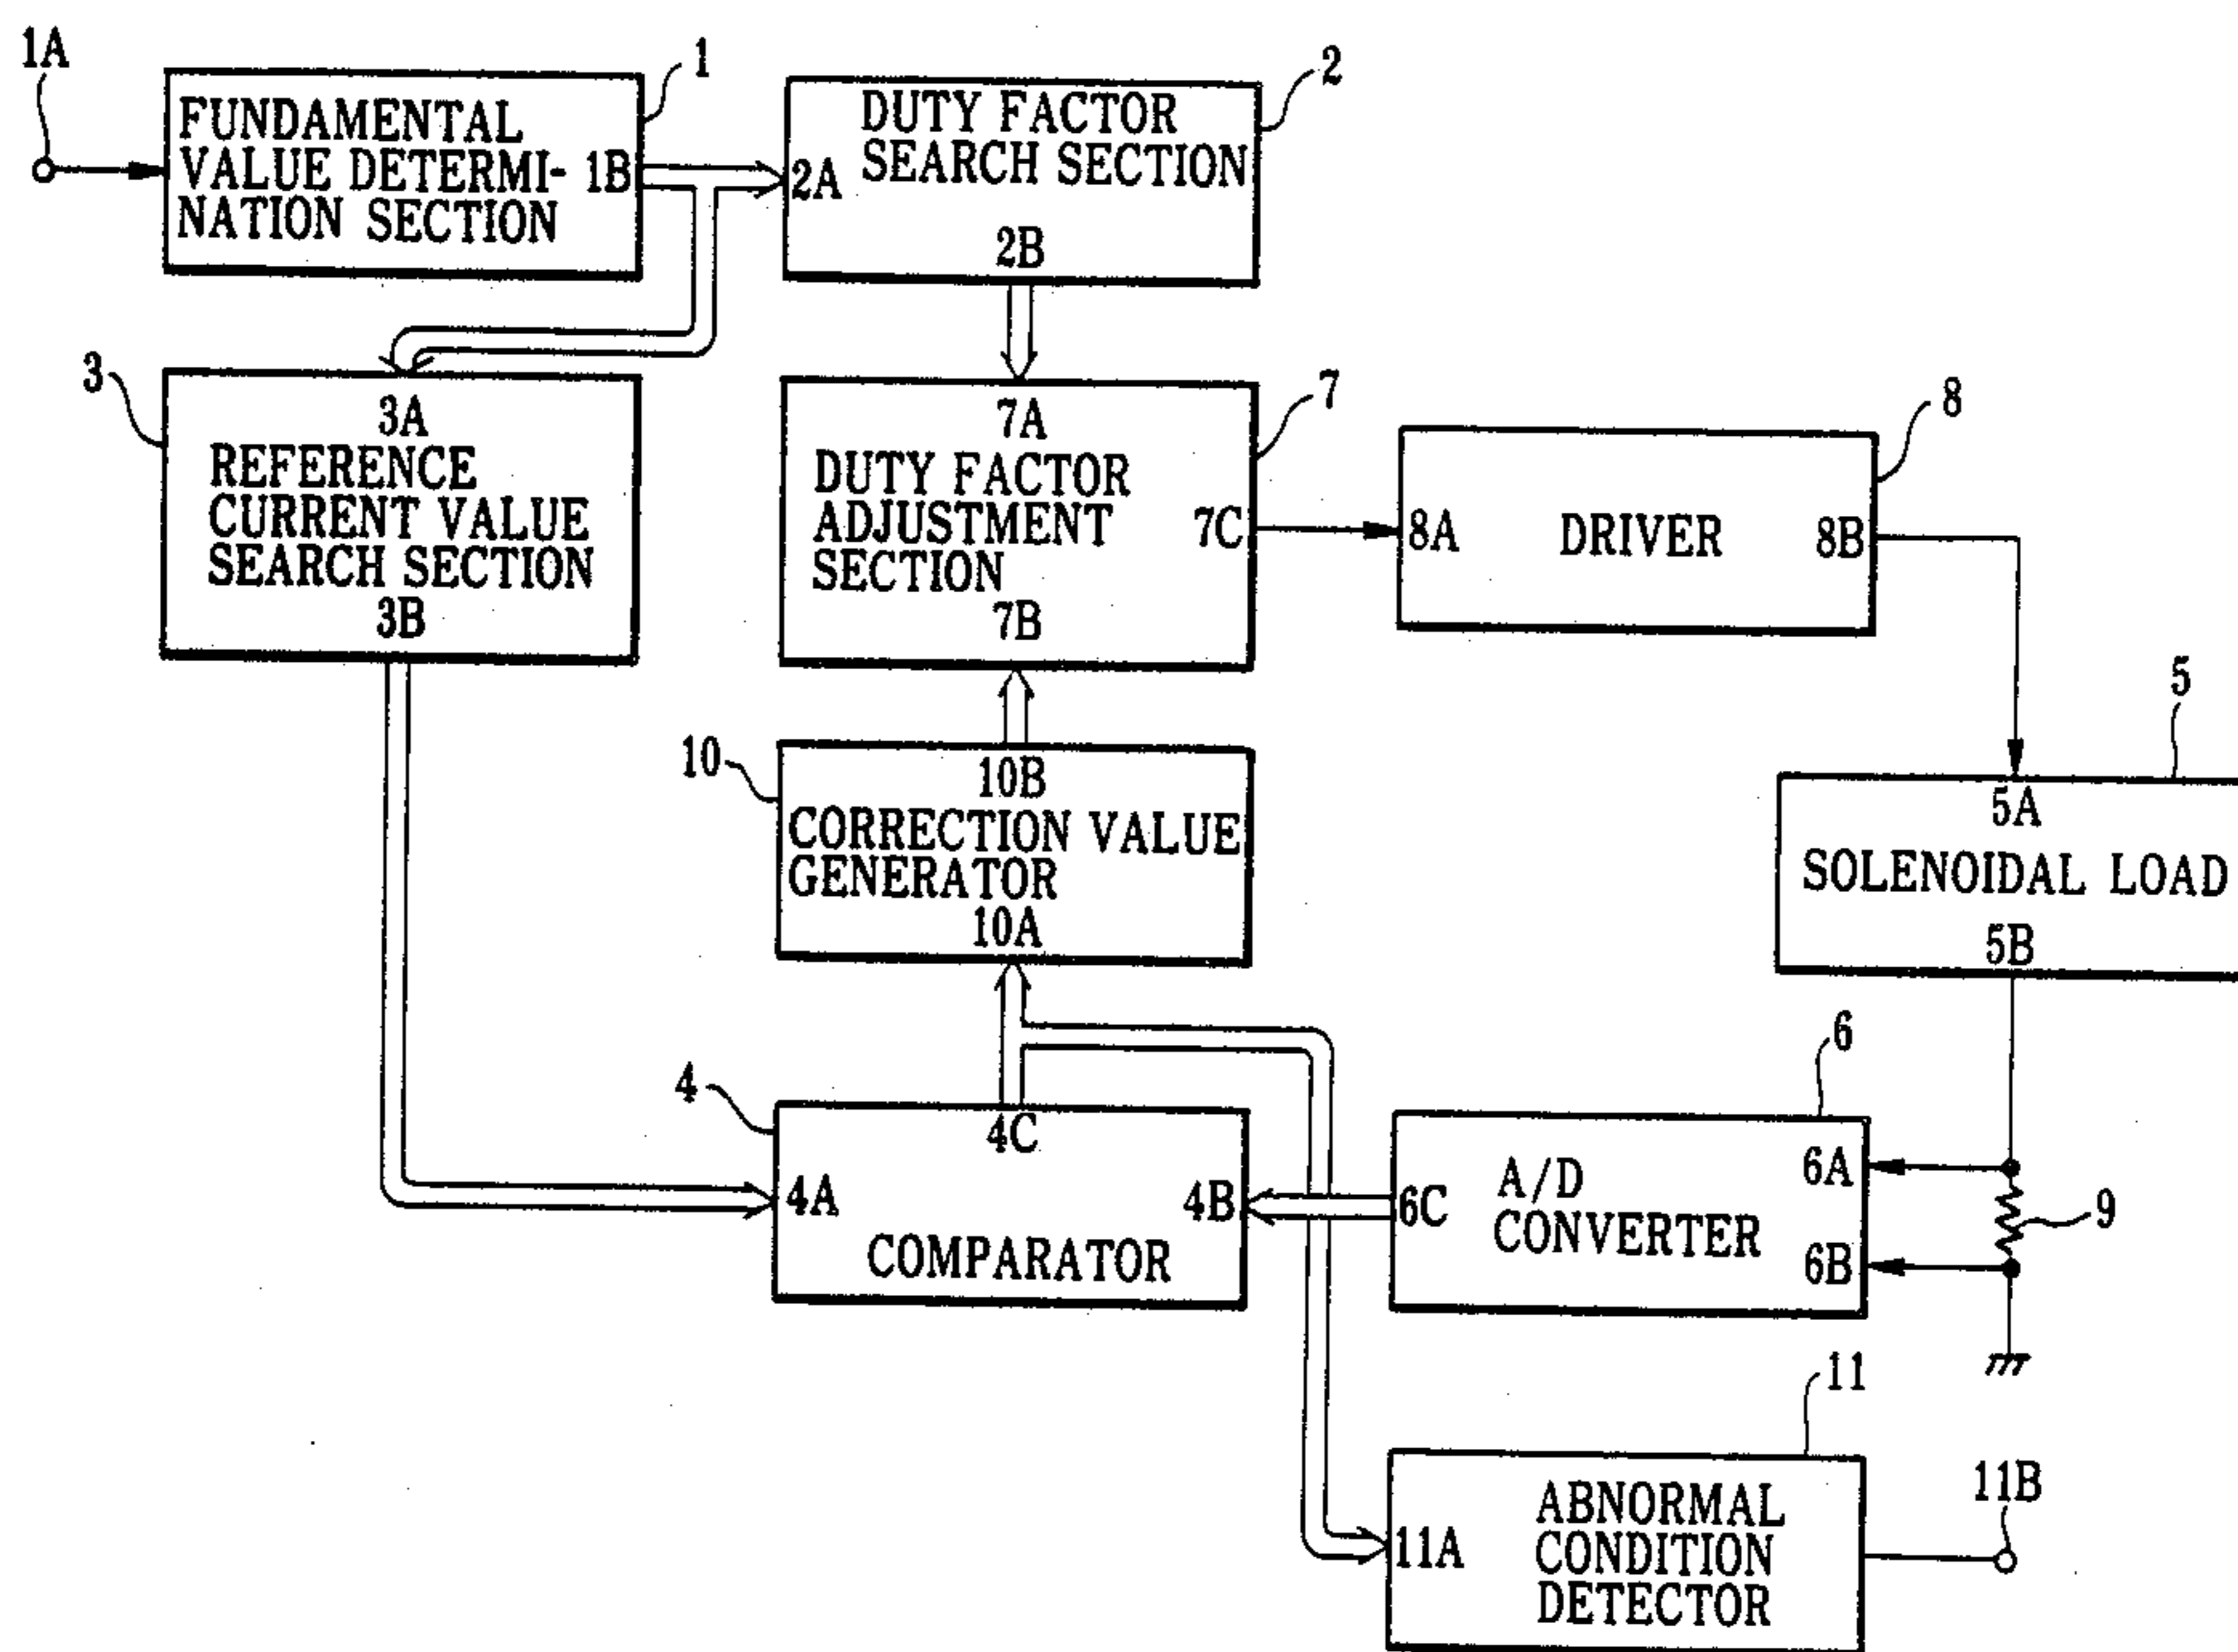 1A
1
FUNDAMENTAL
VALUE DETERMI-
NATION SECTION
1B
2
DUTY FACTOR
SEARCH SECTION
2A
2B
3
3A
REFERENCE
CURRENT VALUE
SEARCH SECTION
3B
7
7A
DUTY FACTOR
ADJUSTMENT
SECTION
7C
7B
8
8A
DRIVER
8B
5
5A
SOLENOIDAL LOAD
5B
10
10B
CORRECTION VALUE
GENERATOR
10A
4
4C
4A
4B
COMPARATOR
6
6A
A/D
CONVERTER
6C
6B
9
11
11A
ABNORMAL
CONDITION
DETECTOR
11B